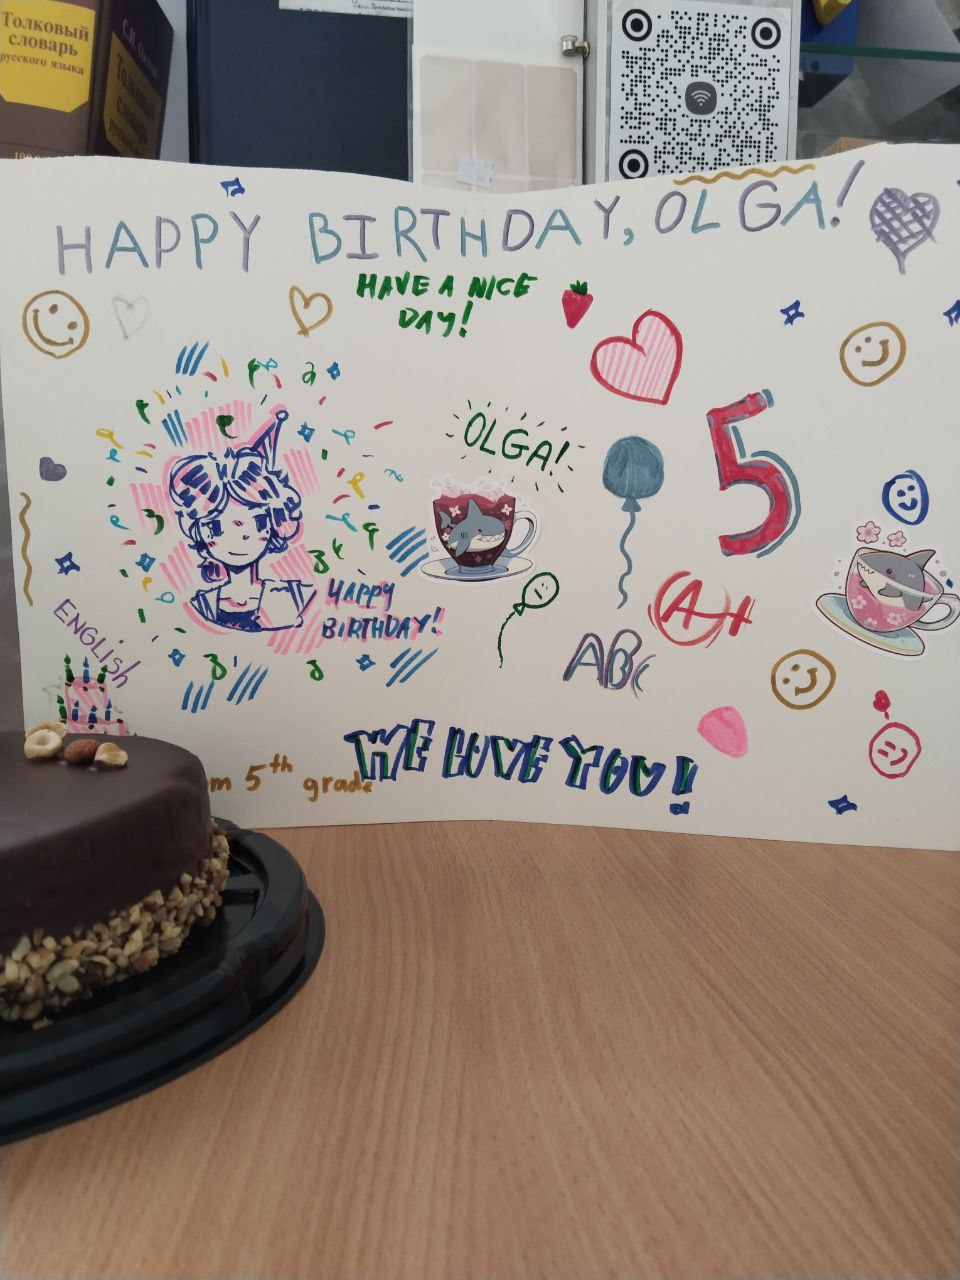 Толковый
словарь
русского языка
С.И. Ожегов
Толковый
словарь
HAPPY BIRTHDAY, OLGA!
HAVE A NICE
DAY!
OLGA!
5
HAPPY
BIRTHDAY!
A+
ENGLISH
ABC
WE LOVE YOU!
m 5th grade